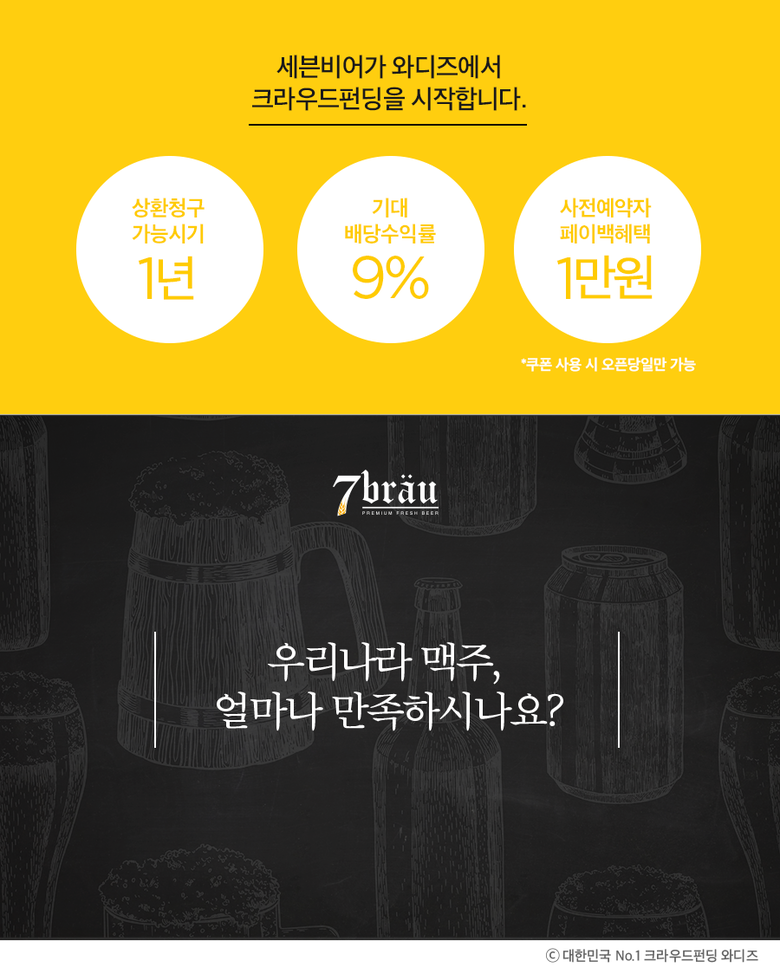 세븐비어가 와디즈에서
크라우드펀딩을 시작합니다.
상환청구
가능시기
1년
기대
배당수익률
9%
사전예약자
페이백혜택
1만원
*쿠폰 사용 시 오픈당일만 가능
7bräu
PREMIUM FRESH BEER
우리나라 맥주,
얼마나 만족하시나요?
ⓒ 대한민국 No.1 크라우드펀딩 와디즈